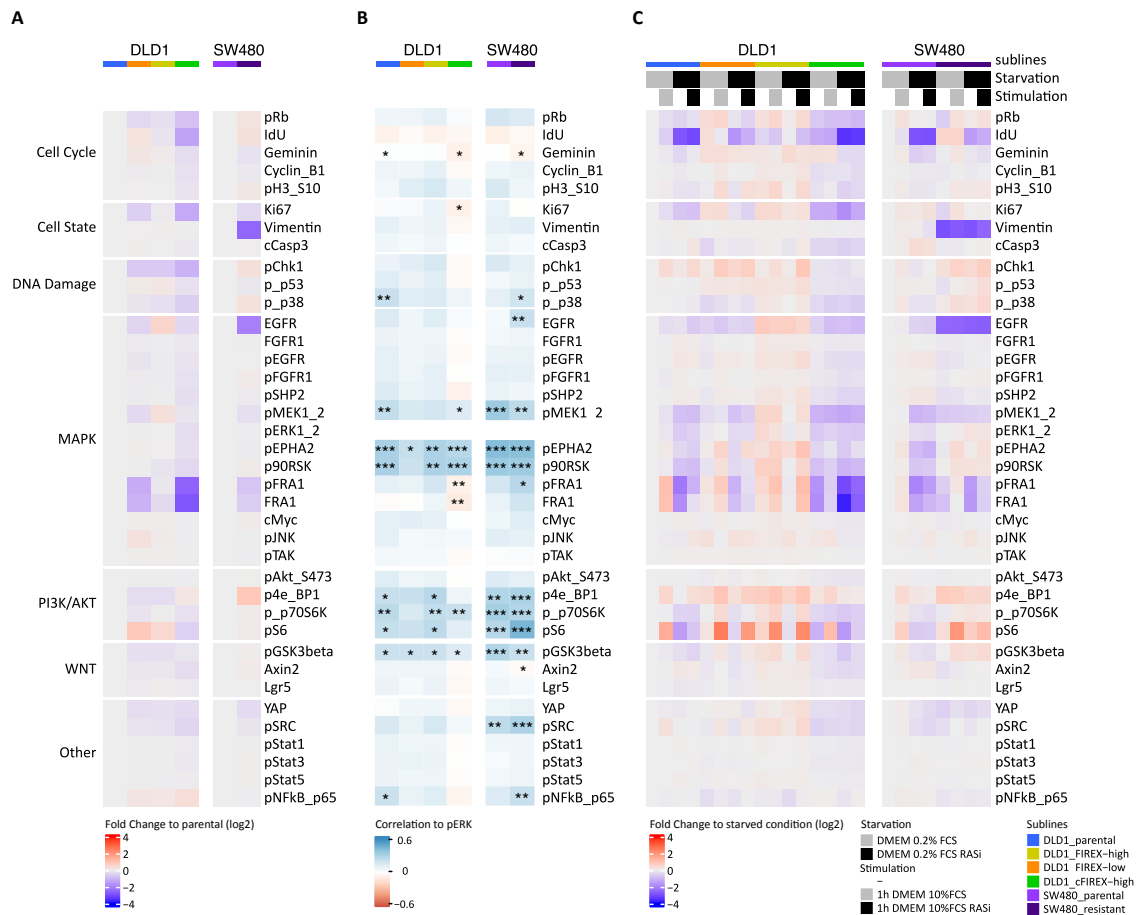 A
B
C
DLD1
SW480
DLD1
SW480
DLD1
SW480
sublines
Starvation
Stimulation
Cell Cycle
Cell State
DNA Damage
MAPK
PI3K/AKT
WNT
Other
pRb
IdU
Geminin
Cyclin_B1
pH3_S10
Ki67
Vimentin
cCasp3
pChk1
p_p53
p_p38
EGFR
FGFR1
pEGFR
pFGFR1
pSHP2
pMEK1_2
pERK1_2
pEPHA2
p90RSK
pFRA1
FRA1
cMyc
pJNK
pTAK
pAkt_S473
p4e_BP1
p_p70S6K
pS6
pGSK3beta
Axin2
Lgr5
YAP
pSRC
pStat1
pStat3
pStat5
pNFkB_p65
pRb
IdU
* * * Geminin
Cyclin_B1
pH3_S10
* Ki67
Vimentin
cCasp3
pChk1
p_p53
** * p_p38
** EGFR
FGFR1
pEGFR
pFGFR1
pSHP2
** * *** ** pMEK1_2
*** * ** *** *** *** pEPHA2
*** ** *** *** *** p90RSK
** * pFRA1
** FRA1
cMyc
pJNK
pTAK
pAkt_S473
* * ** *** p4e_BP1
** ** ** *** *** p_p70S6K
* * *** *** pS6
* * * * *** ** pGSK3beta
* Axin2
Lgr5
YAP
** *** pSRC
pStat1
pStat3
pStat5
* ** pNFkB_p65
pRb
IdU
Geminin
Cyclin_B1
pH3_S10
Ki67
Vimentin
cCasp3
pChk1
p_p53
p_p38
EGFR
FGFR1
pEGFR
pFGFR1
pSHP2
pMEK1_2
pERK1_2
pEPHA2
p90RSK
pFRA1
FRA1
cMyc
pJNK
pTAK
pAkt_S473
p4e_BP1
p_p70S6K
pS6
pGSK3beta
Axin2
Lgr5
YAP
pSRC
pStat1
pStat3
pStat5
pNFkB_p65
Fold Change to parental (log2)
4
2
0
−2
−4
Correlation to pERK
0.6
0
−0.6
Fold Change to starved condition (log2)
4
2
0
−2
−4
Starvation
DMEM 0.2% FCS
DMEM 0.2% FCS RASi
Stimulation
–
1h DMEM 10%FCS
1h DMEM 10%FCS RASi
Sublines
DLD1_parental
DLD1_FIREX−high
DLD1_FIREX−low
DLD1_cFIREX−high
SW480_parental
SW480_resistant